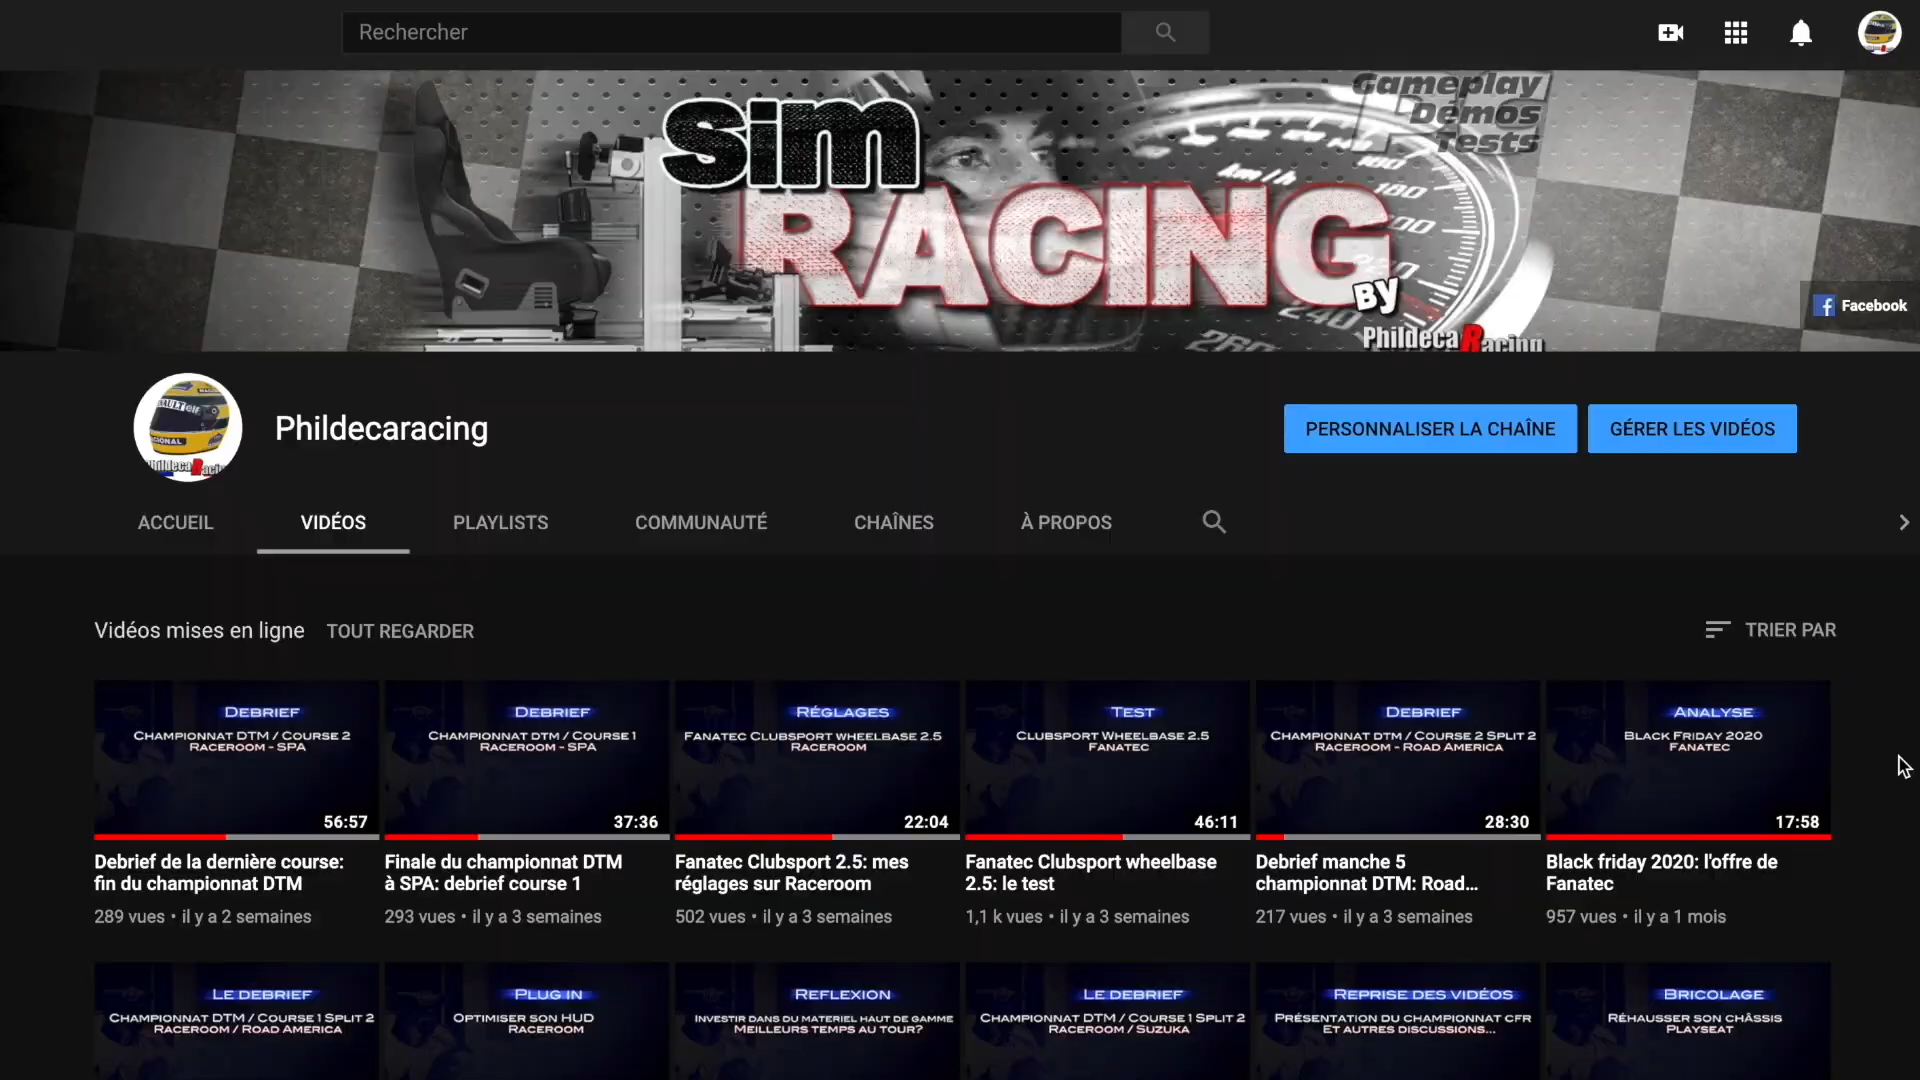 Rechercher
Gameplay
Démos
Tests
Sim
RACING
km/h
160
180
200
220
240
260
BY
PhildecaRacing
Facebook
Phildecaracing
PERSONNALISER LA CHAÎNE
GÉRER LES VIDÉOS
ACCUEIL
VIDÉOS
PLAYLISTS
COMMUNAUTÉ
CHAÎNES
À PROPOS
Vidéos mises en ligne
TOUT REGARDER
TRIER PAR
DEBRIEF
CHAMPIONNAT DTM / COURSE 2
RACEROOM - SPA
56:57
Debrief de la dernière course:
fin du championnat DTM
289 vues • il y a 2 semaines
DEBRIEF
CHAMPIONNAT DTM / COURSE 1
RACEROOM - SPA
37:36
Finale du championnat DTM
à SPA: debrief course 1
293 vues • il y a 3 semaines
RÉGLAGES
FANATEC CLUBSPORT WHEELBASE 2.5
RACEROOM
22:04
Fanatec Clubsport 2.5: mes
réglages sur Raceroom
502 vues • il y a 3 semaines
TEST
CLUBSPORT WHEELBASE 2.5
FANATEC
46:11
Fanatec Clubsport wheelbase
2.5: le test
1,1 k vues • il y a 3 semaines
DEBRIEF
CHAMPIONNAT DTM / COURSE 2 SPLIT 2
RACEROOM - ROAD AMERICA
28:30
Debrief manche 5
championnat DTM: Road...
217 vues • il y a 3 semaines
ANALYSE
BLACK FRIDAY 2020
FANATEC
17:58
Black friday 2020: l'offre de
Fanatec
957 vues • il y a 1 mois
LE DEBRIEF
CHAMPIONNAT DTM / COURSE 1 SPLIT 2
RACEROOM / ROAD AMERICA
PLUG IN
OPTIMISER SON HUD
RACEROOM
REFLEXION
INVESTIR DANS DU MATERIEL HAUT DE GAMME
MEILLEURS TEMPS AU TOUR?
LE DEBRIEF
CHAMPIONNAT DTM / COURSE 1 SPLIT 2
RACEROOM / SUZUKA
REPRISE DES VIDÉOS
PRÉSENTATION DU CHAMPIONNAT CFR
ET AUTRES DISCUSSIONS...
BRICOLAGE
RÉHAUSSER SON CHÂSSIS
PLAYSEAT